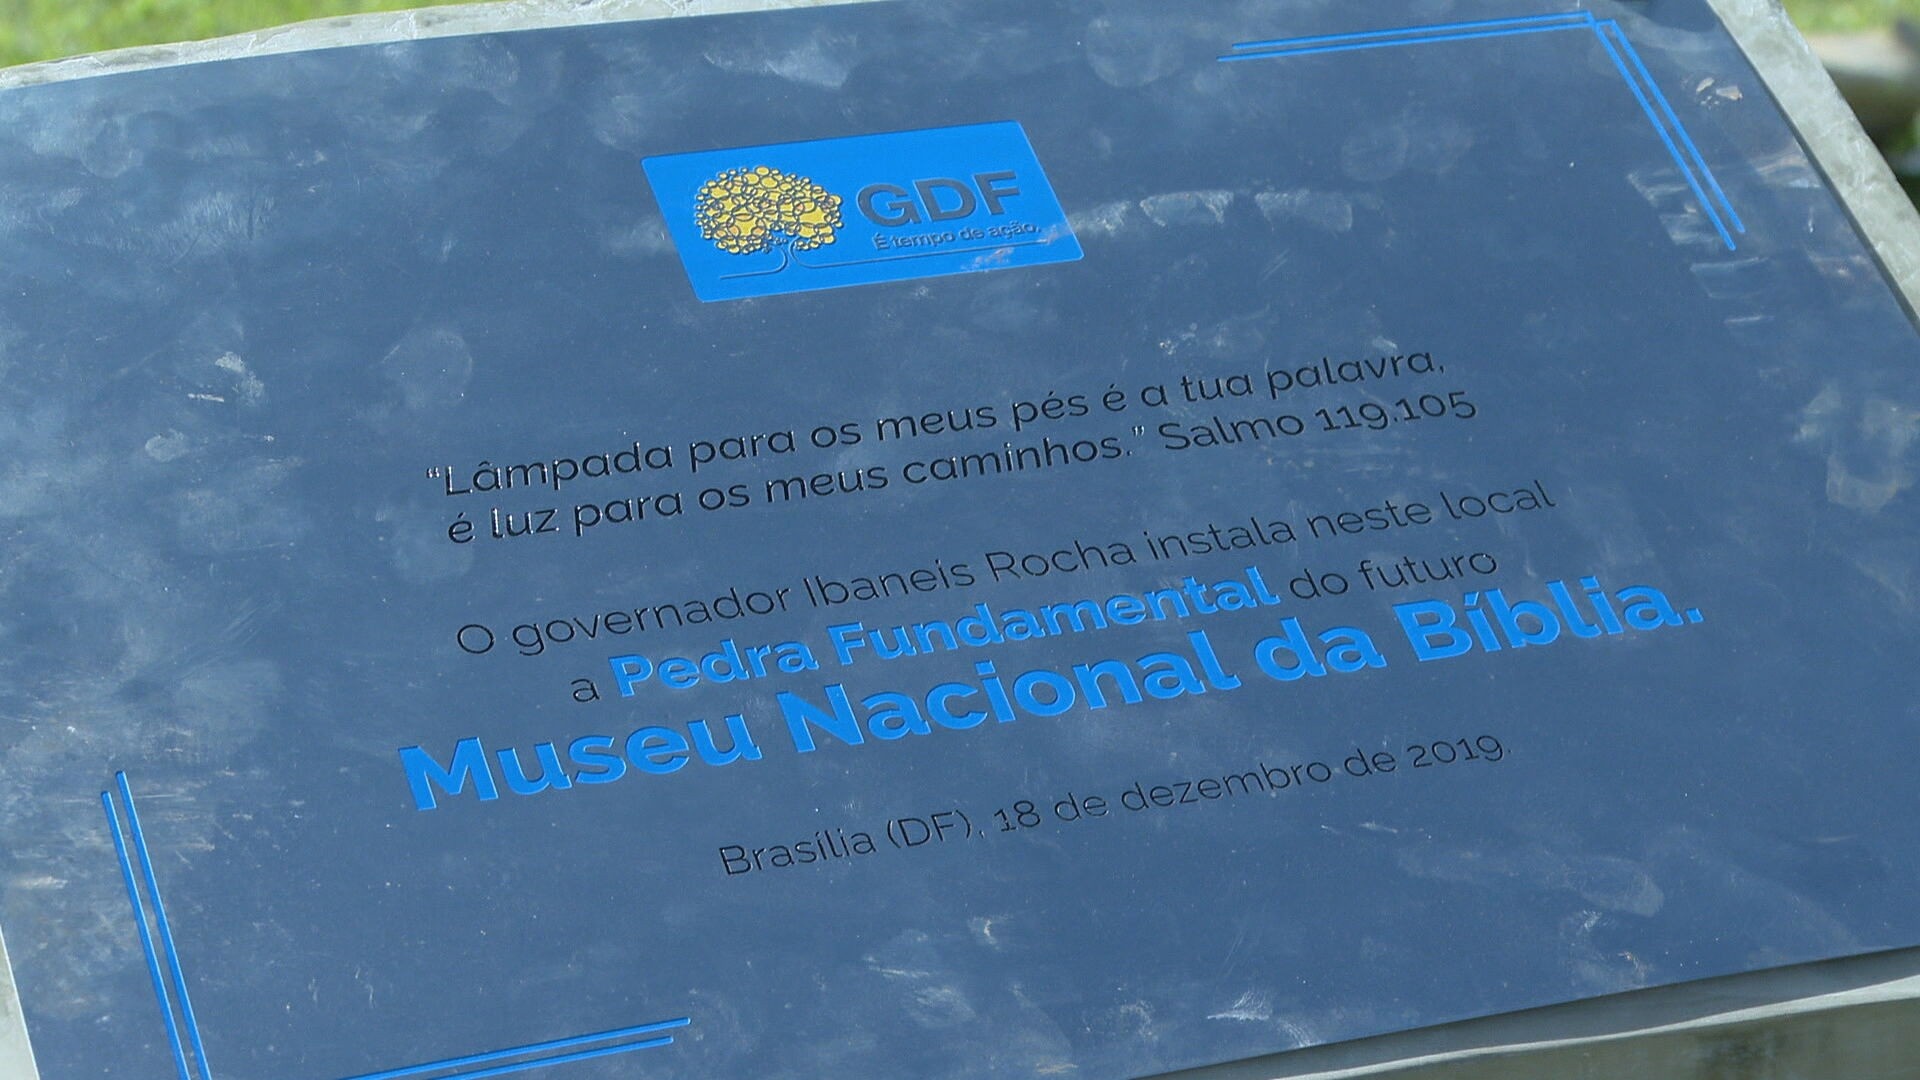 GDF
É tempo de ação.
“Lâmpada para os meus pés é a tua palavra,
é luz para os meus caminhos.” Salmo 119.105
O governador Ibaneis Rocha instala neste local
a Pedra Fundamental do futuro
Museu Nacional da Bíblia.
Brasília (DF), 18 de dezembro de 2019.